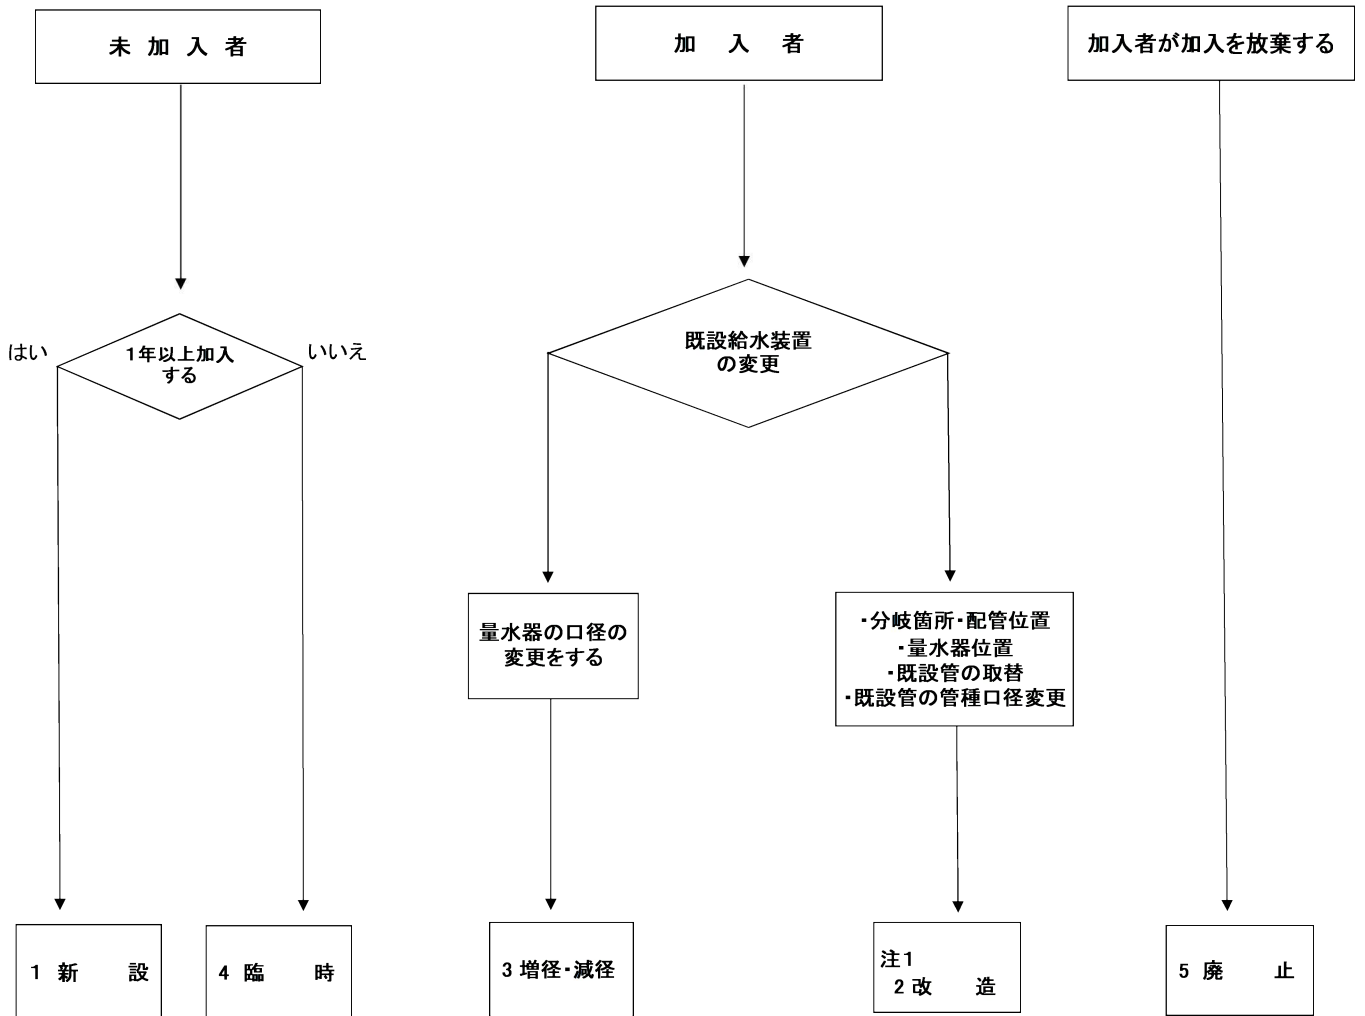 未 加 入 者
加 入 者
加入者が加入を放棄する
はい
1年以上加入
する
いいえ
既設給水装置
の変更
量水器の口径の
変更をする
・分岐箇所・配管位置
・量水器位置
・既設管の取替
・既設管の管種口径変更
1 新 設
4 臨 時
3 増径・減径
注1
2 改 造
5 廃 止